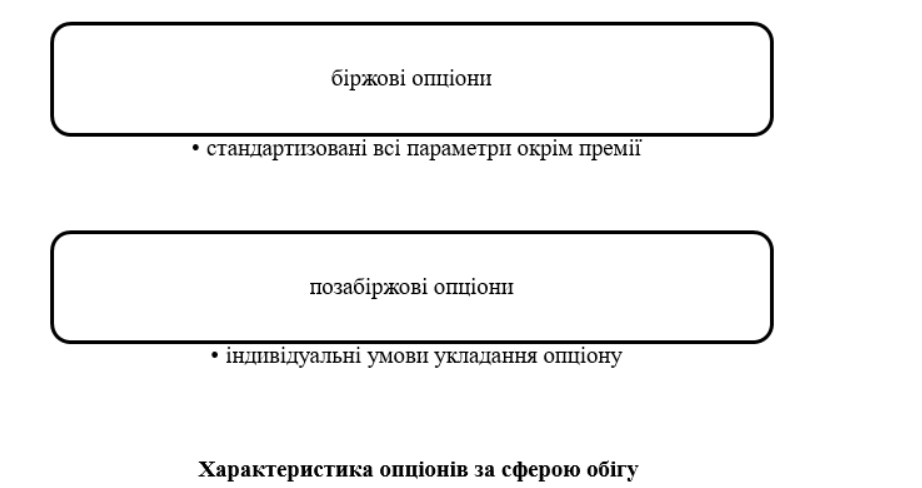 біржові опціони
• стандартизовані всі параметри окрім премії
позабіржові опціони
• індивідуальні умови укладання опціону
Характеристика опціонів за сферою обігу